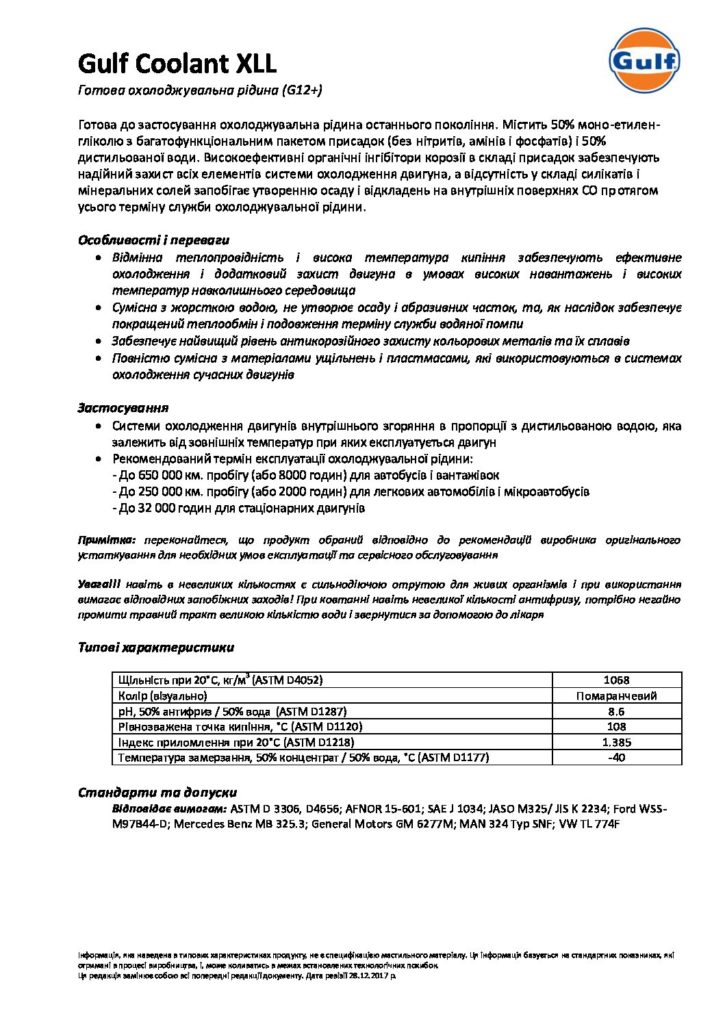 Gulf Coolant XLL
Gulf
Готова охолоджувальна рідина (G12+)
Готова до застосування охолоджувальна рідина останнього покоління. Містить 50% моно-етилен-
гліколю з багатофункціональним пакетом присадок (без нітритів, амінів і фосфатів) і 50%
дистильованої води. Високоефективні органічні інгібітори корозії в складі присадок забезпечують
надійний захист всіх елементів системи охолодження двигуна, а відсутність у складі силікатів і
мінеральних солей запобігає утворенню осаду і відкладень на внутрішніх поверхнях СО протягом
усього терміну служби охолоджувальної рідини.
Особливості і переваги
• Відмінна теплопровідність і висока температура кипіння забезпечують ефективне
охолодження і додатковий захист двигуна в умовах високих навантажень і високих
температур навколишнього середовища
• Сумісна з жорсткою водою, не утворює осаду і абразивних часток, та, як наслідок забезпечує
покращений теплообмін і подовження терміну служби водяної помпи
• Забезпечує найвищий рівень антикорозійного захисту кольорових металів та їх сплавів
• Повністю сумісна з матеріалами ущільнень і пластмасами, які використовуються в системах
охолодження сучасних двигунів
Застосування
• Системи охолодження двигунів внутрішнього згоряння в пропорції з дистильованою водою, яка
залежить від зовнішніх температур при яких експлуатується двигун
• Рекомендований термін експлуатації охолоджувальної рідини:
- До 650 000 км. пробігу (або 8000 годин) для автобусів і вантажівок
- До 250 000 км. пробігу (або 2000 годин) для легкових автомобілів і мікроавтобусів
- До 32 000 годин для стаціонарних двигунів
Примітка: переконайтеся, що продукт обраний відповідно до рекомендацій виробника оригінального
устаткування для необхідних умов експлуатації та сервісного обслуговування
Увага!!! навіть в невеликих кількостях є сильнодіючою отрутою для живих організмів і при використання
вимагає відповідних запобіжних заходів! При ковтанні навіть невеликої кількості антифризу, потрібно негайно
промити травний тракт великою кількістю води і звернутися за допомогою до лікаря
Типові характеристики
Щільність при 20°C, кг/м³ (ASTM D4052) 1068
Колір (візуально) Помаранчевий
pH, 50% антифриз / 50% вода (ASTM D1287) 8.6
Рівнозважена точка кипіння, °C (ASTM D1120) 108
Індекс приломлення при 20°C (ASTM D1218) 1.385
Температура замерзання, 50% концентрат / 50% вода, °C (ASTM D1177) -40
Стандарти та допуски
Відповідає вимогам: ASTM D 3306, D4656; AFNOR 15-601; SAE J 1034; JASO M325/ JIS K 2234; Ford WSS-
M97B44-D; Mercedes Benz MB 325.3; General Motors GM 6277M; MAN 324 Typ SNF; VW TL 774F
Інформація, яка наведена в типових характеристиках продукту, не є специфікацією мастильного матеріалу. Ця інформація базується на стандартних показниках, які
отримані в процесі виробництва, і, може коливатись в межах встановлених технологічних похибок.
Ця редакція замінює собою всі попередні редакції документу. Дата ревізії 28.12.2017 р.